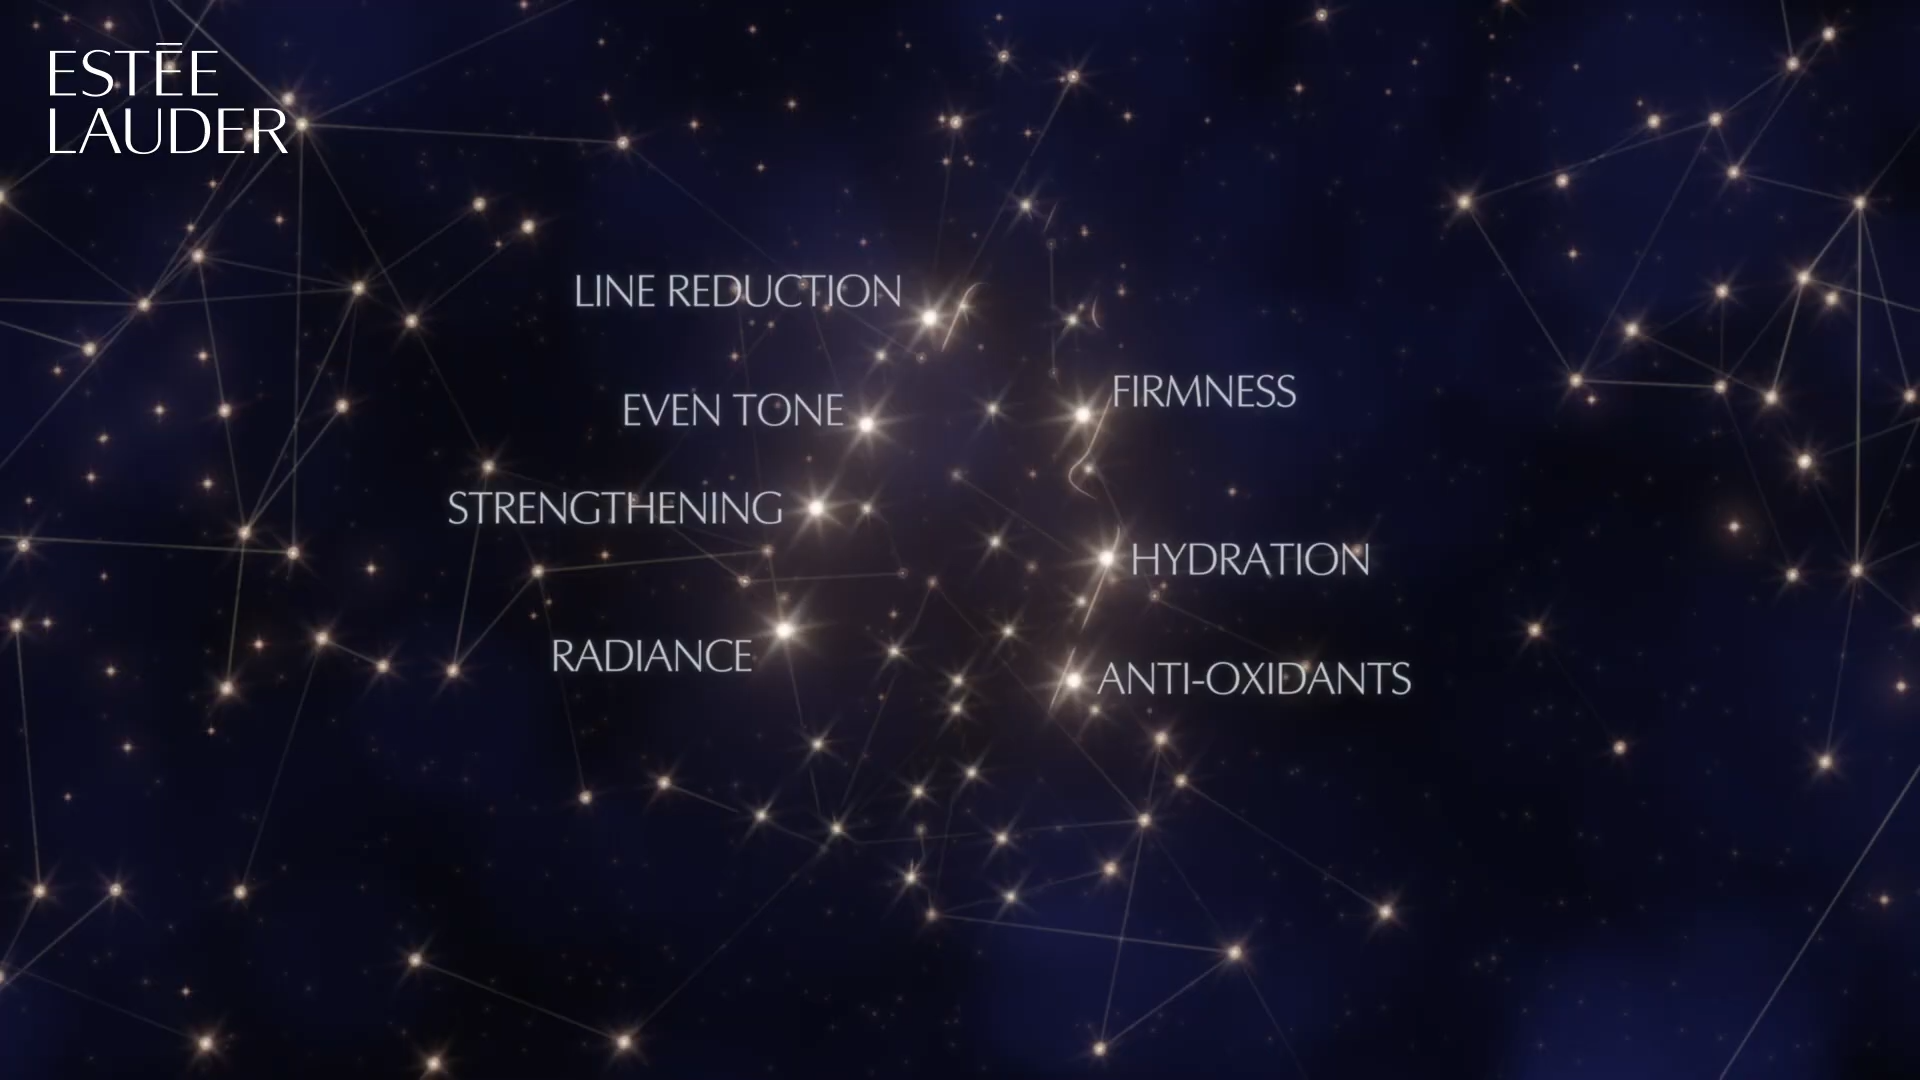 ESTĒE
LAUDER
LINE REDUCTION
EVEN TONE
STRENGTHENING
RADIANCE
FIRMNESS
HYDRATION
ANTI-OXIDANTS